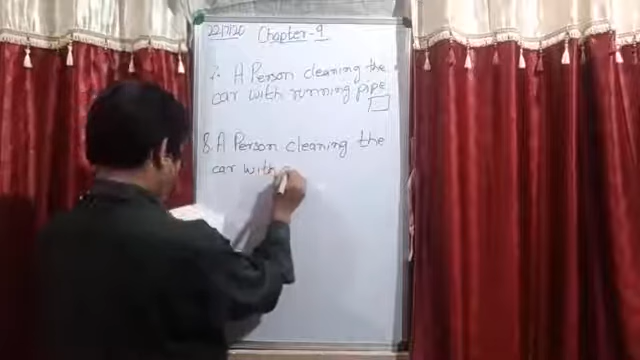 22/7/20 Chapter-9
7. A Person cleaning the
car with running pipe
8. A Person cleaning the
car with